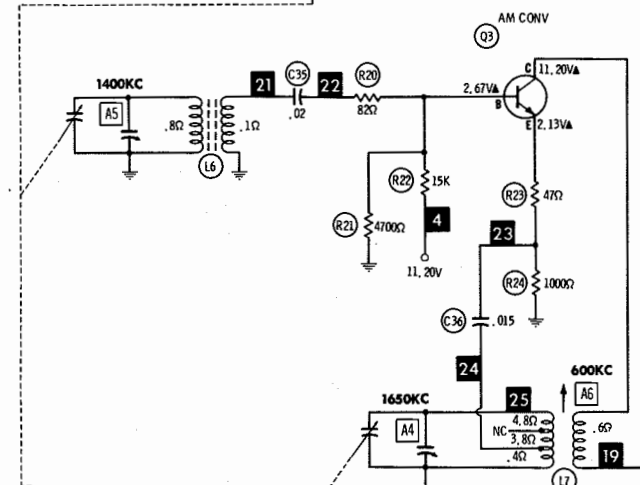 AM CONV
Q3
C 11.20V▲
1400KC
21
C35
22
R20
2.67V▲
B
A5
.8Ω
.1Ω
.02
82Ω
E 2.13V▲
L6
R22
15K
R23
47Ω
R21
4700Ω
4
23
11.20V
R24
1000Ω
C36
.015
24
600KC
1650KC
25
A6
A4
4.8Ω
NC
3.8Ω
.6Ω
.4Ω
19
L7